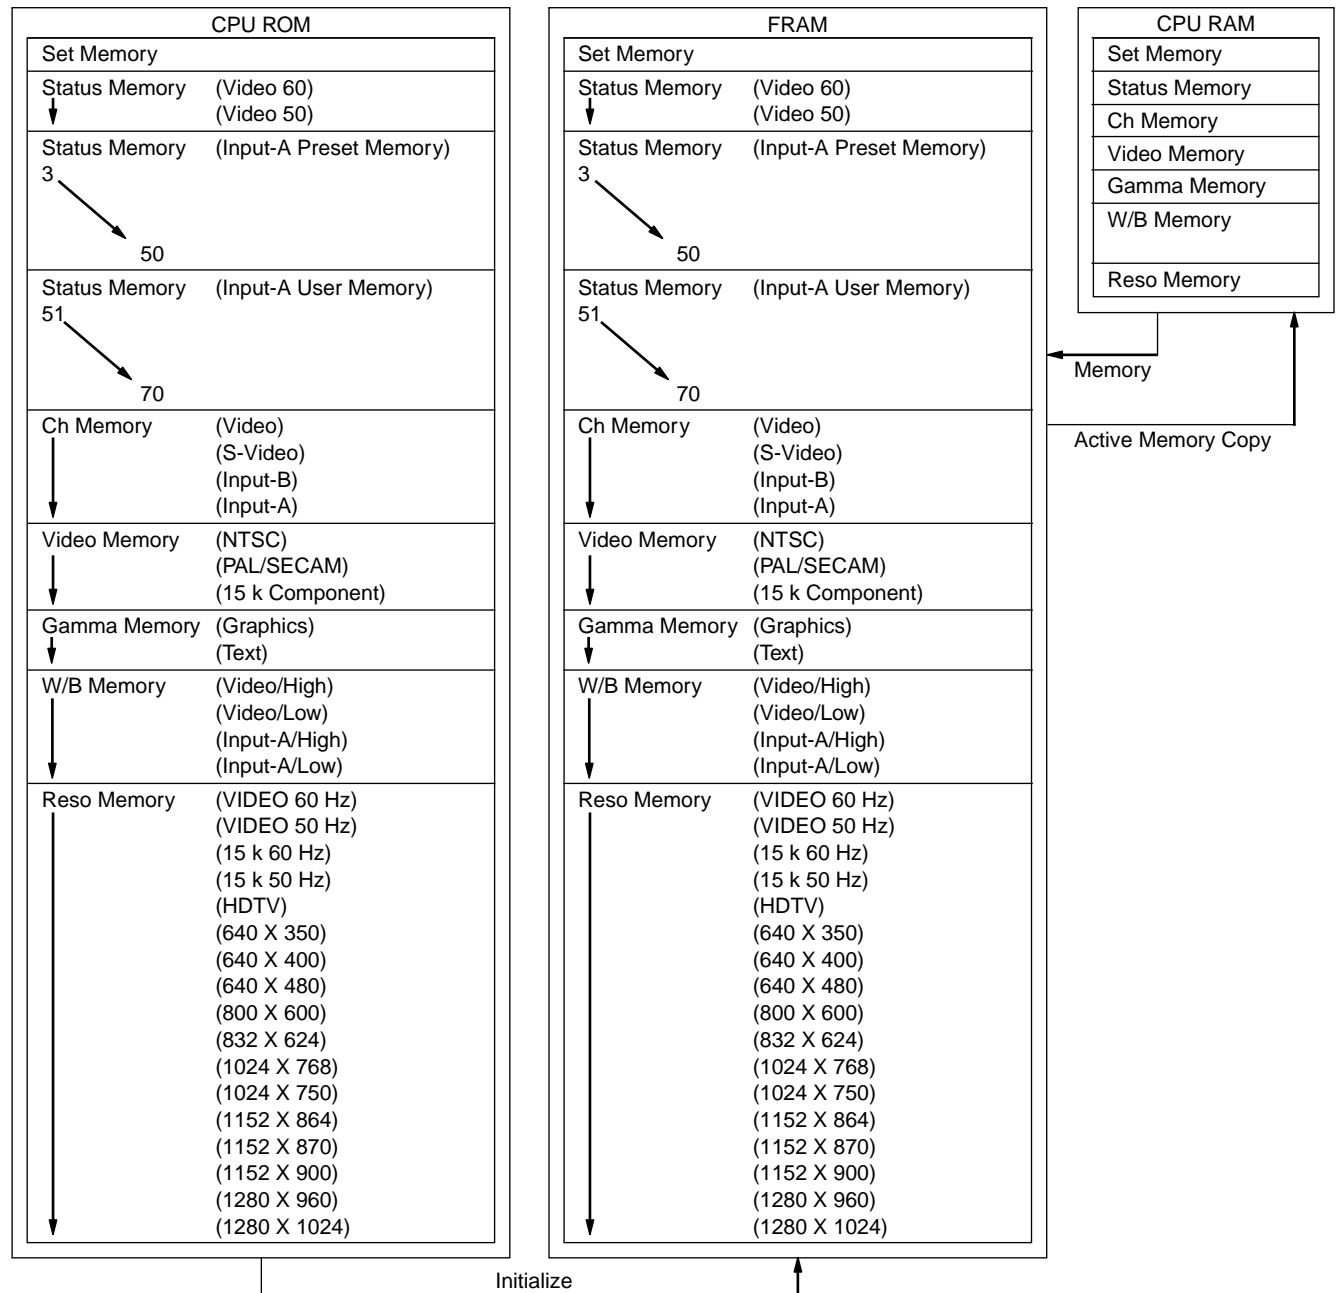 CPU ROM
Set Memory
Status Memory (Video 60)
(Video 50)
Status Memory (Input-A Preset Memory)
3
50
Status Memory (Input-A User Memory)
51
70
Ch Memory (Video)
(S-Video)
(Input-B)
(Input-A)
Video Memory (NTSC)
(PAL/SECAM)
(15 k Component)
Gamma Memory (Graphics)
(Text)
W/B Memory (Video/High)
(Video/Low)
(Input-A/High)
(Input-A/Low)
Reso Memory (VIDEO 60 Hz)
(VIDEO 50 Hz)
(15 k 60 Hz)
(15 k 50 Hz)
(HDTV)
(640 X 350)
(640 X 400)
(640 X 480)
(800 X 600)
(832 X 624)
(1024 X 768)
(1024 X 750)
(1152 X 864)
(1152 X 870)
(1152 X 900)
(1280 X 960)
(1280 X 1024)
FRAM
Set Memory
Status Memory (Video 60)
(Video 50)
Status Memory (Input-A Preset Memory)
3
50
Status Memory (Input-A User Memory)
51
70
Ch Memory (Video)
(S-Video)
(Input-B)
(Input-A)
Video Memory (NTSC)
(PAL/SECAM)
(15 k Component)
Gamma Memory (Graphics)
(Text)
W/B Memory (Video/High)
(Video/Low)
(Input-A/High)
(Input-A/Low)
Reso Memory (VIDEO 60 Hz)
(VIDEO 50 Hz)
(15 k 60 Hz)
(15 k 50 Hz)
(HDTV)
(640 X 350)
(640 X 400)
(640 X 480)
(800 X 600)
(832 X 624)
(1024 X 768)
(1024 X 750)
(1152 X 864)
(1152 X 870)
(1152 X 900)
(1280 X 960)
(1280 X 1024)
CPU RAM
Set Memory
Status Memory
Ch Memory
Video Memory
Gamma Memory
W/B Memory
Reso Memory
Memory
Active Memory Copy
Initialize